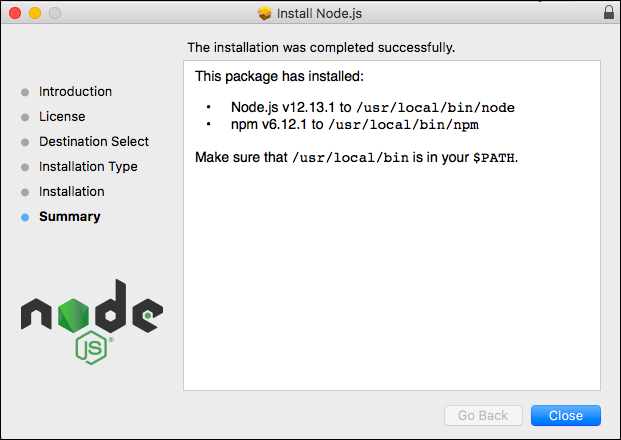 Install Node.js
The installation was completed successfully.
Introduction
License
Destination Select
Installation Type
Installation
Summary
This package has installed:
• Node.js v12.13.1 to /usr/local/bin/node
• npm v6.12.1 to /usr/local/bin/npm
Make sure that /usr/local/bin is in your $PATH.
node
JS®
Go Back
Close